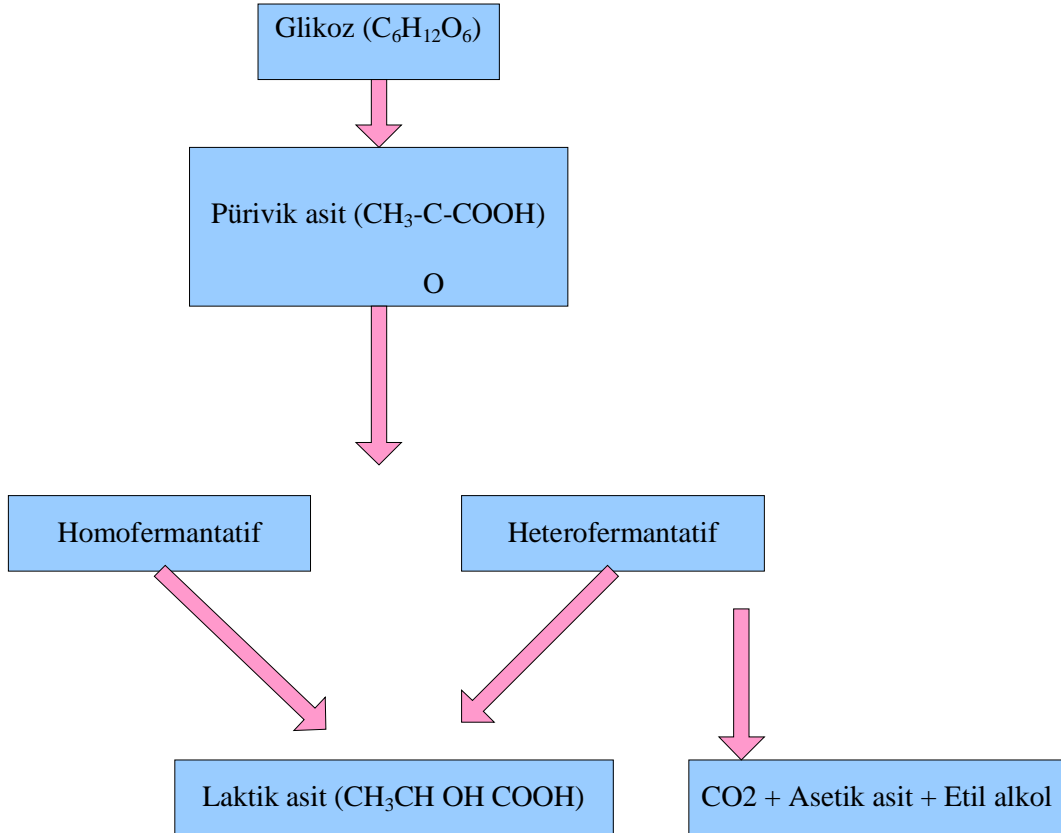 Glikoz (C₆H₁₂O₆)
Pürivik asit (CH₃-C-COOH)
O
Homofermantatif
Heterofermantatif
Laktik asit (CH₃CH OH COOH)
CO2 + Asetik asit + Etil alkol